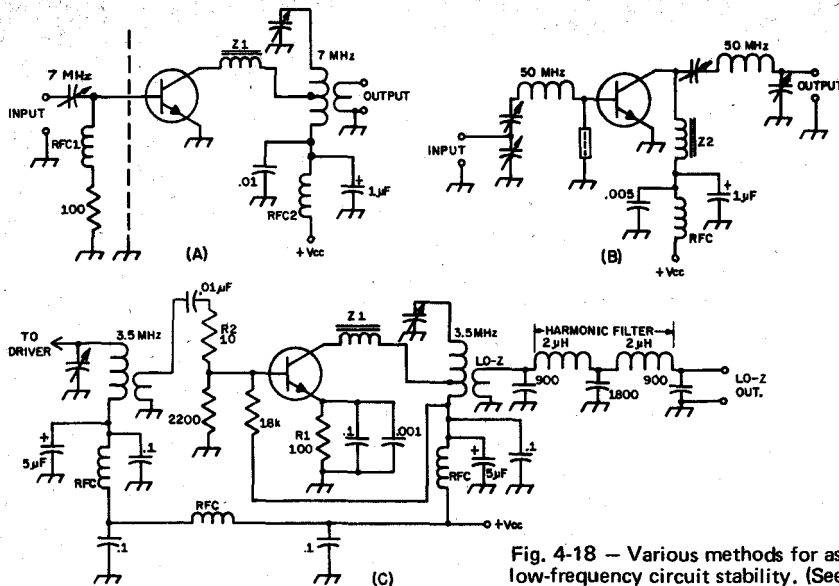 7 MHz
INPUT
RFC1
100
Z1
7 MHz
OUTPUT
.01
RFC2
1µF
+
+Vcc
(A)
50 MHz
INPUT
50 MHz
OUTPUT
Z2
.005
1µF
+
RFC
+Vcc
(B)
TO
DRIVER
3.5 MHz
.01µF
R2
10
2200
18k
R1
100
.1
.001
Z1
3.5 MHz
LO-Z
HARMONIC FILTER
2µH
2µH
900
1800
900
LO-Z
OUT.
+
5µF
.1
RFC
RFC
+
5µF
.1
RFC
.1
.1
+Vcc
(C)
Fig. 4-18 — Various methods for as
low-frequency circuit stability. (See